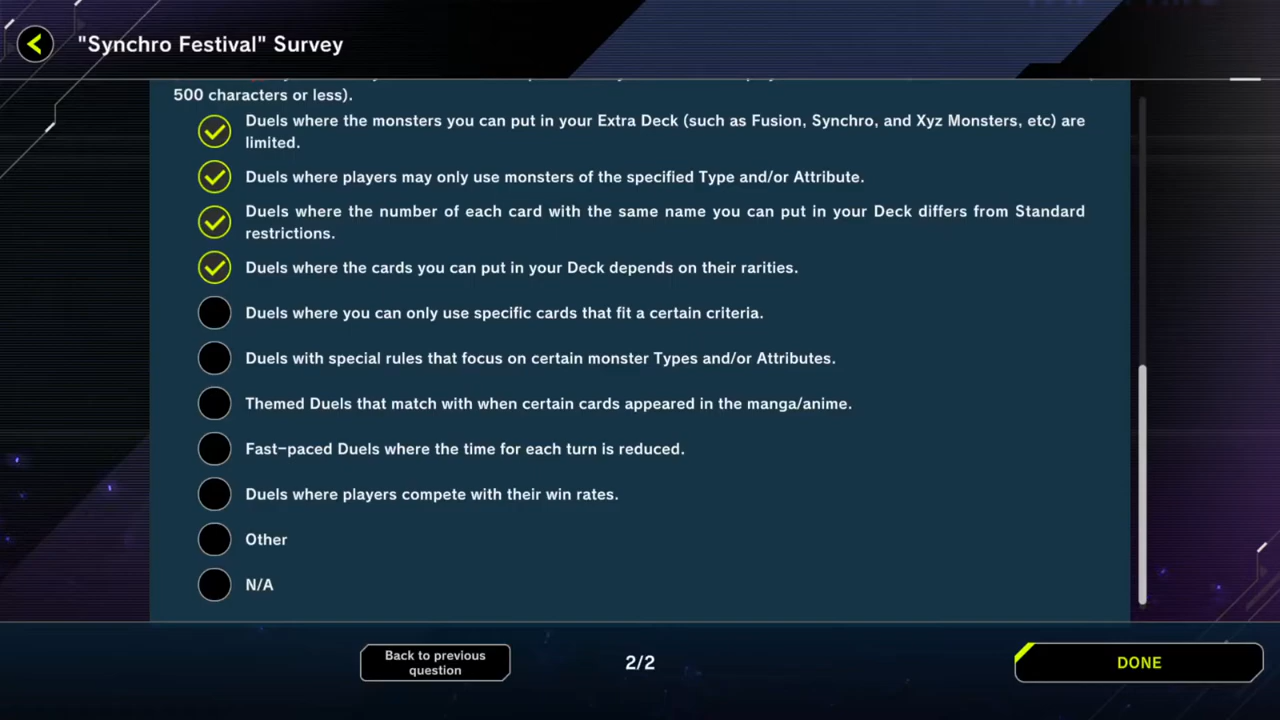 "Synchro Festival" Survey
500 characters or less).
Duels where the monsters you can put in your Extra Deck (such as Fusion, Synchro, and Xyz Monsters, etc) are
limited.
Duels where players may only use monsters of the specified Type and/or Attribute.
Duels where the number of each card with the same name you can put in your Deck differs from Standard
restrictions.
Duels where the cards you can put in your Deck depends on their rarities.
Duels where you can only use specific cards that fit a certain criteria.
Duels with special rules that focus on certain monster Types and/or Attributes.
Themed Duels that match with when certain cards appeared in the manga/anime.
Fast-paced Duels where the time for each turn is reduced.
Duels where players compete with their win rates.
Other
N/A
Back to previous
question
2/2
DONE